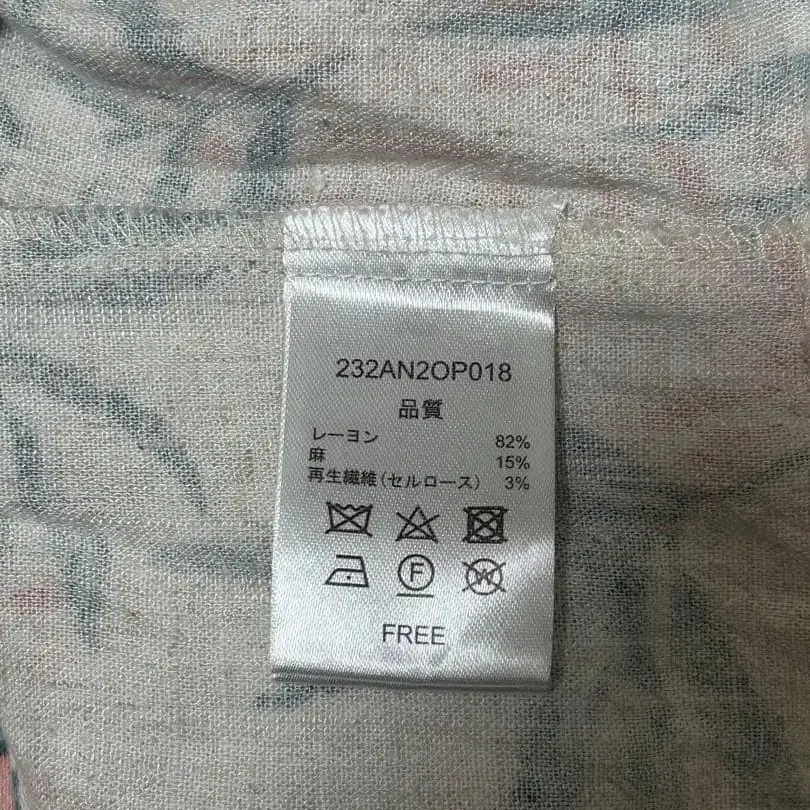 232AN2OP018
品質
レーヨン 82%
麻 15%
再生繊維(セルロース) 3%
F W
FREE